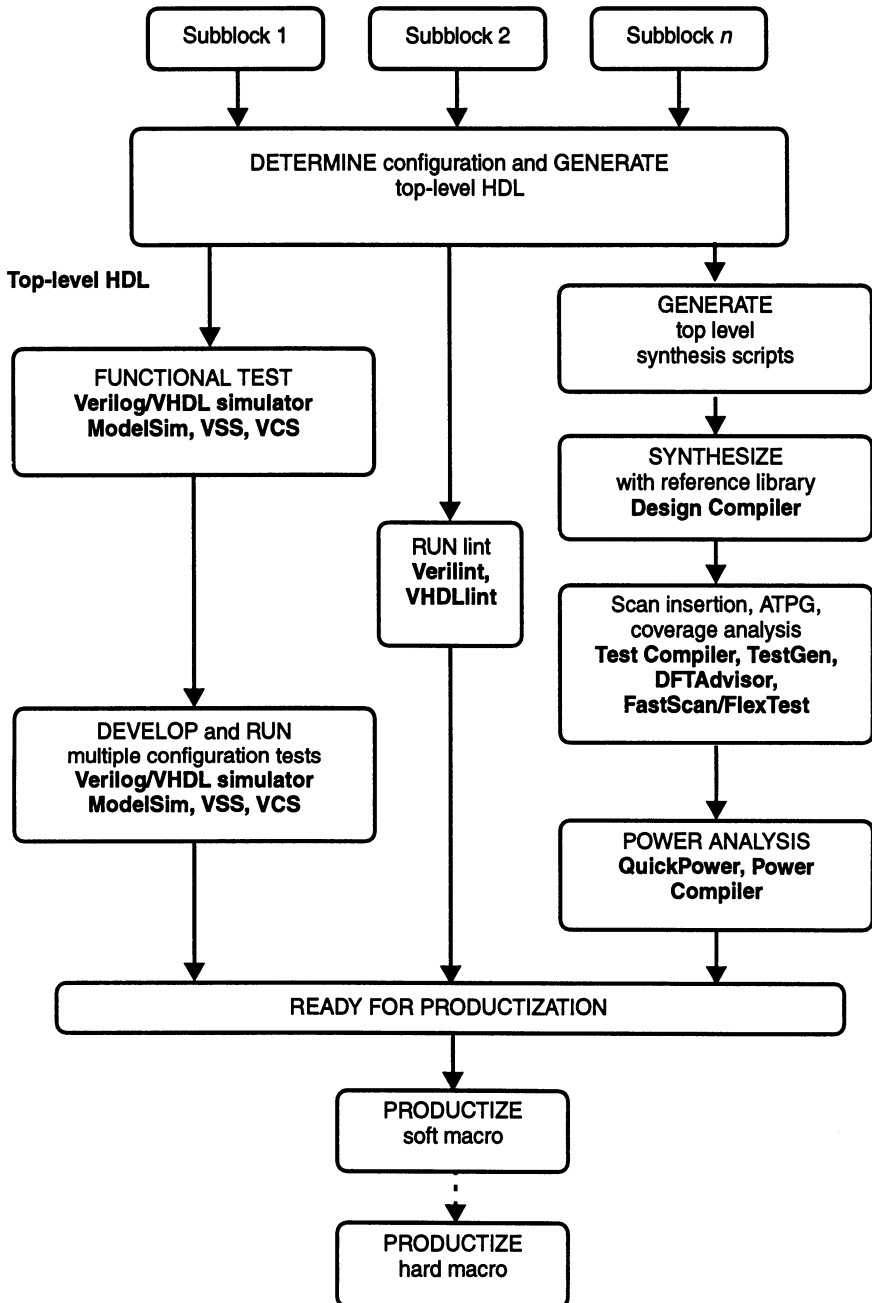 Subblock 1
Subblock 2
Subblock n
DETERMINE configuration and GENERATE
top-level HDL
Top-level HDL
FUNCTIONAL TEST
Verilog/VHDL simulator
ModelSim, VSS, VCS
DEVELOP and RUN
multiple configuration tests
Verilog/VHDL simulator
ModelSim, VSS, VCS
RUN lint
Verilint,
VHDLlint
GENERATE
top level
synthesis scripts
SYNTHESIZE
with reference library
Design Compiler
Scan insertion, ATPG,
coverage analysis
Test Compiler, TestGen,
DFTAdvisor,
FastScan/FlexTest
POWER ANALYSIS
QuickPower, Power
Compiler
READY FOR PRODUCTIZATION
PRODUCTIZE
soft macro
PRODUCTIZE
hard macro